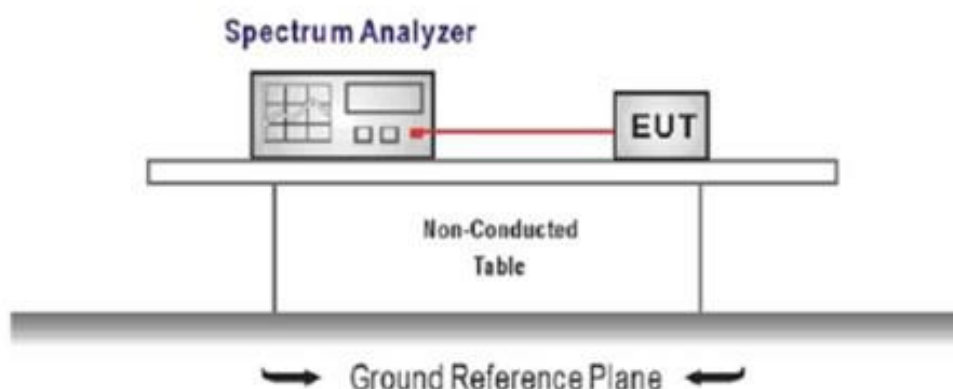 Spectrum Analyzer
EUT
Non-Conducted
Table
Ground Reference Plane